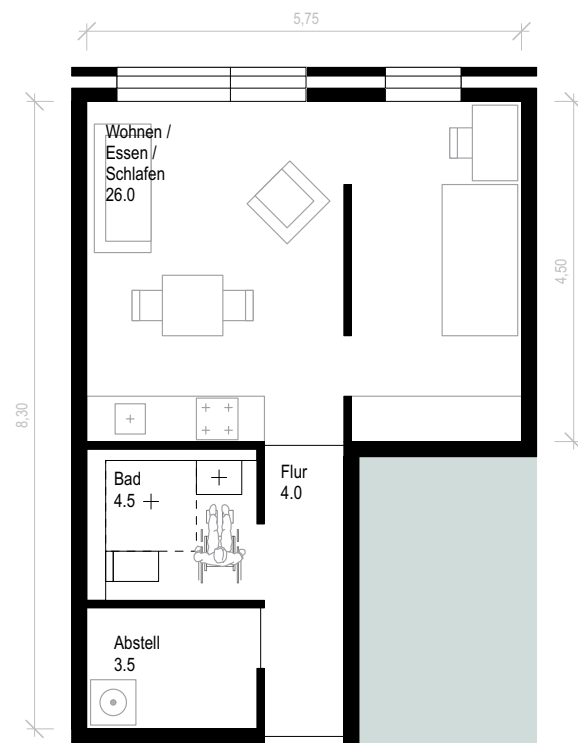 5,75
Wohnen /
Essen /
Schlafen
26.0
4,50
8,30
Bad
4.5
Flur
4.0
Abstell
3.5